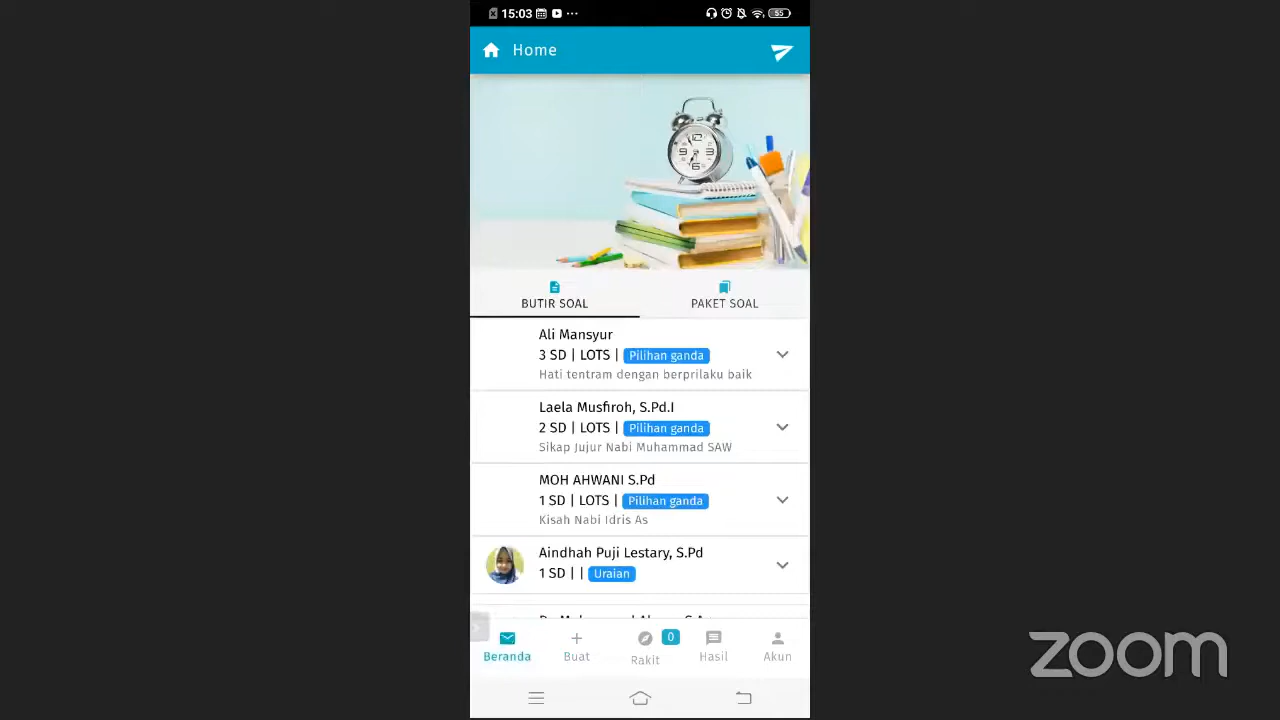 15:03
55
Home
BUTIR SOAL
PAKET SOAL
Ali Mansyur
3 SD | LOTS | Pilihan ganda
Hati tentram dengan berprilaku baik
Laela Musfiroh, S.Pd.I
2 SD | LOTS | Pilihan ganda
Sikap Jujur Nabi Muhammad SAW
MOH AHWANI S.Pd
1 SD | LOTS | Pilihan ganda
Kisah Nabi Idris As
Aindhah Puji Lestary, S.Pd
1 SD | | Uraian
0
Beranda
Buat
Rakit
Hasil
Akun
zoom